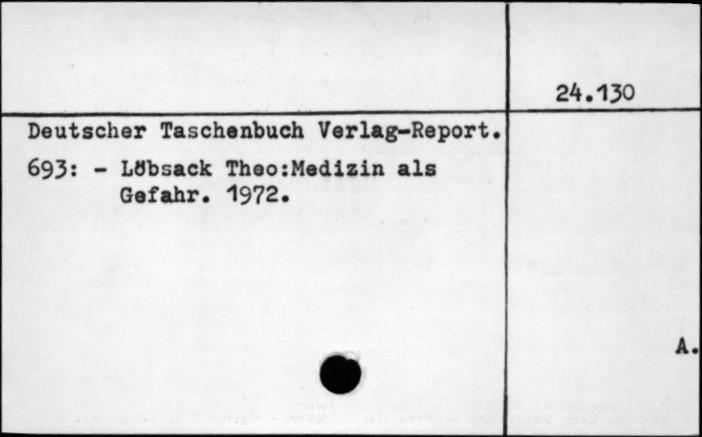 24.130
Deutscher Taschenbuch Verlag-Report.
693: - Löbsack Theo:Medizin als
Gefahr. 1972.
A.